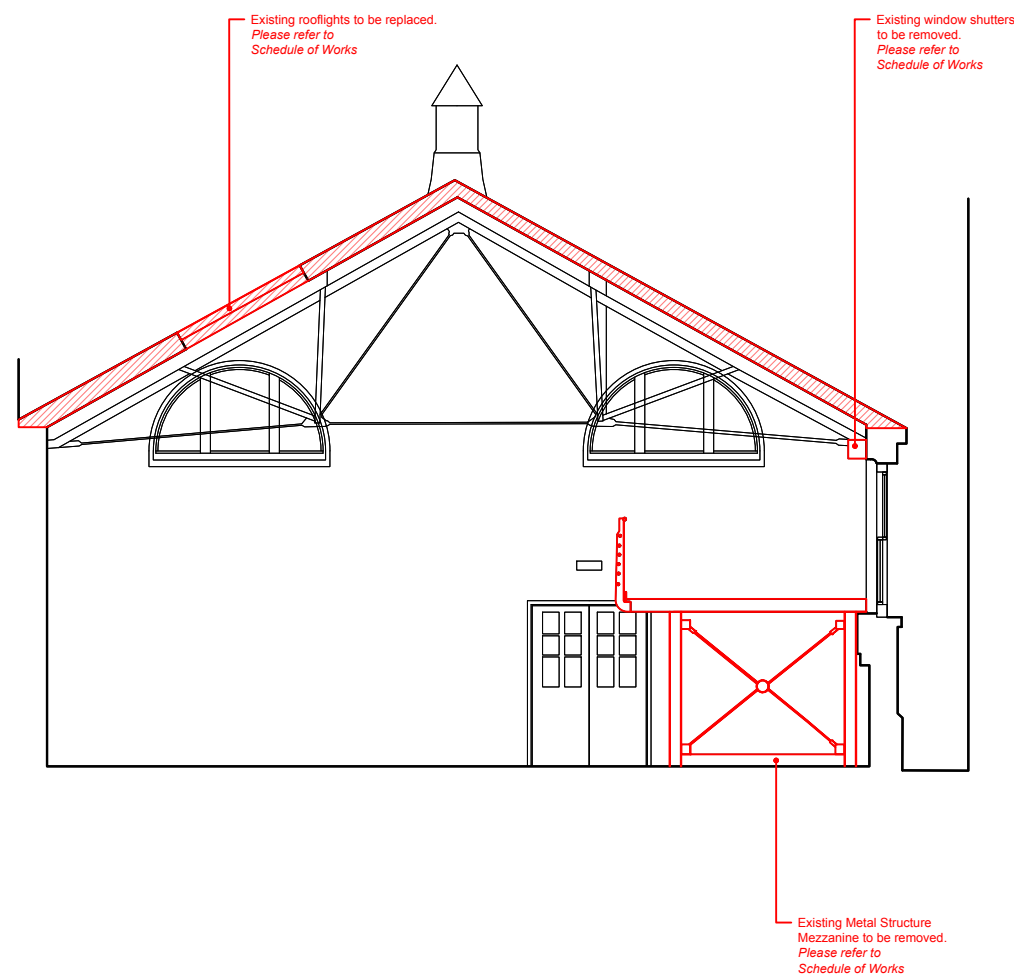 Existing rooflights to be replaced.
Please refer to
Schedule of Works
Existing window shutters
to be removed.
Please refer to
Schedule of Works
Existing Metal Structure
Mezzanine to be removed.
Please refer to
Schedule of Works